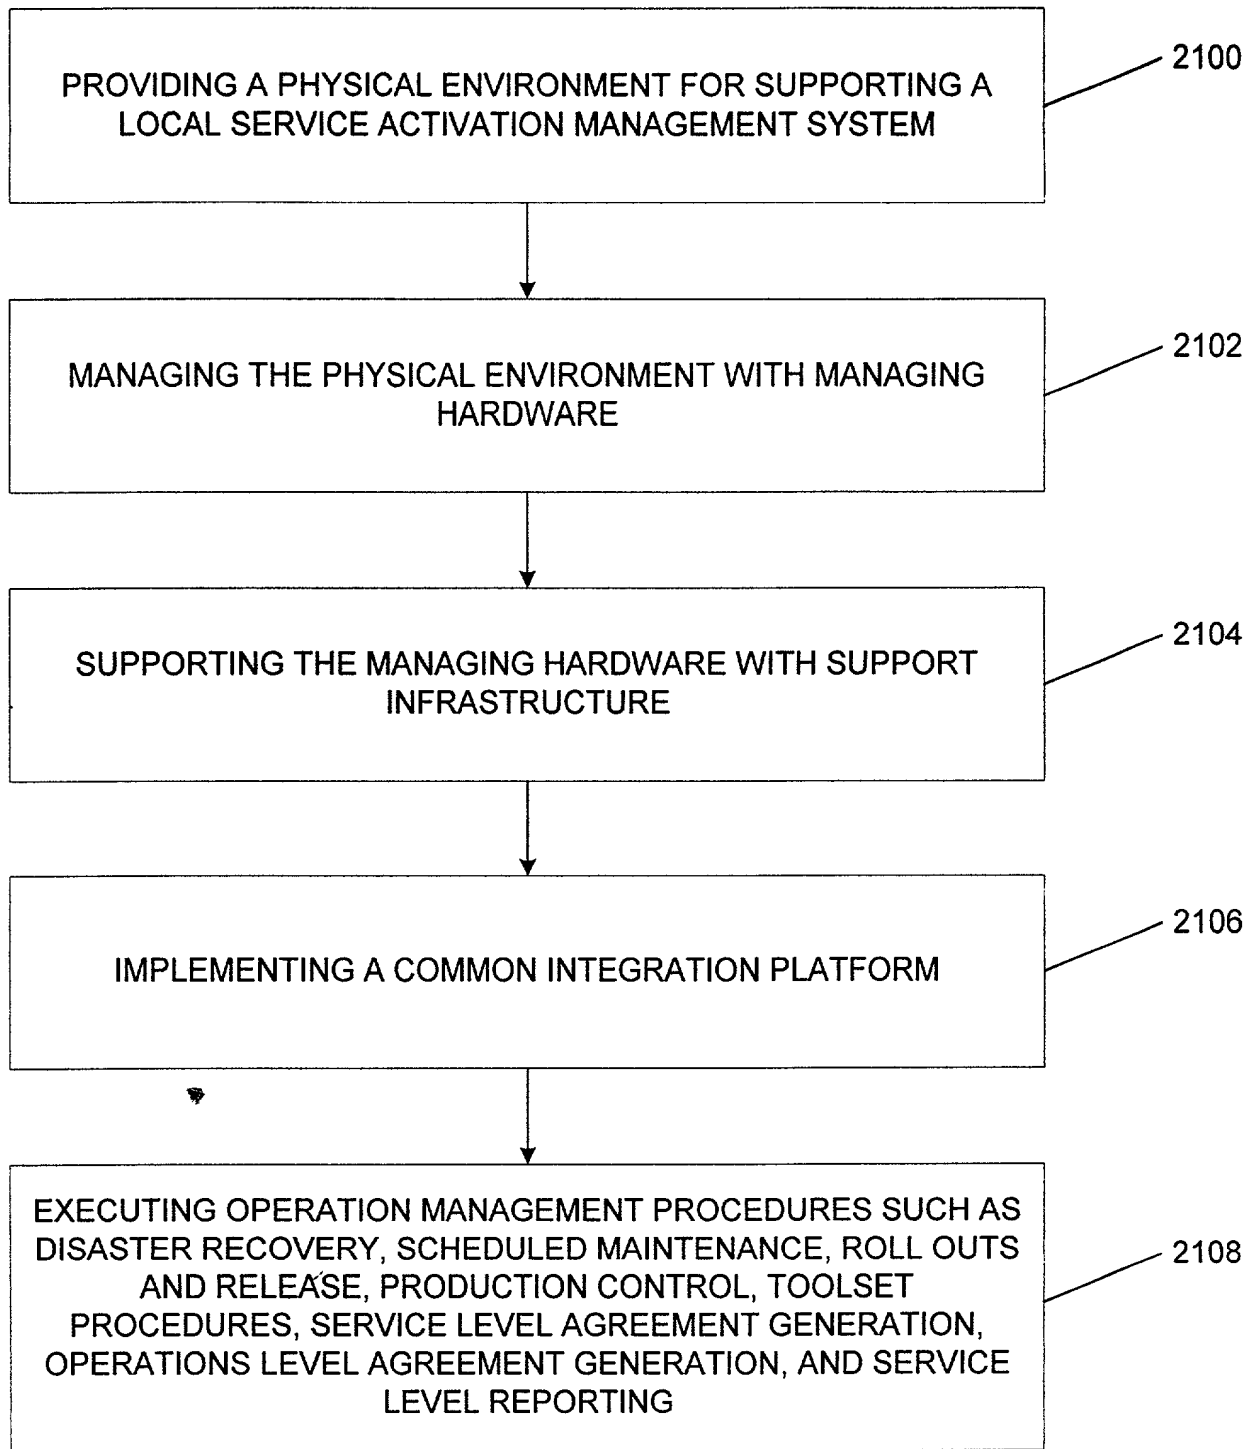 PROVIDING A PHYSICAL ENVIRONMENT FOR SUPPORTING A
LOCAL SERVICE ACTIVATION MANAGEMENT SYSTEM
2100
MANAGING THE PHYSICAL ENVIRONMENT WITH MANAGING
HARDWARE
2102
SUPPORTING THE MANAGING HARDWARE WITH SUPPORT
INFRASTRUCTURE
2104
IMPLEMENTING A COMMON INTEGRATION PLATFORM
2106
EXECUTING OPERATION MANAGEMENT PROCEDURES SUCH AS
DISASTER RECOVERY, SCHEDULED MAINTENANCE, ROLL OUTS
AND RELEASE, PRODUCTION CONTROL, TOOLSET
PROCEDURES, SERVICE LEVEL AGREEMENT GENERATION,
OPERATIONS LEVEL AGREEMENT GENERATION, AND SERVICE
LEVEL REPORTING
2108